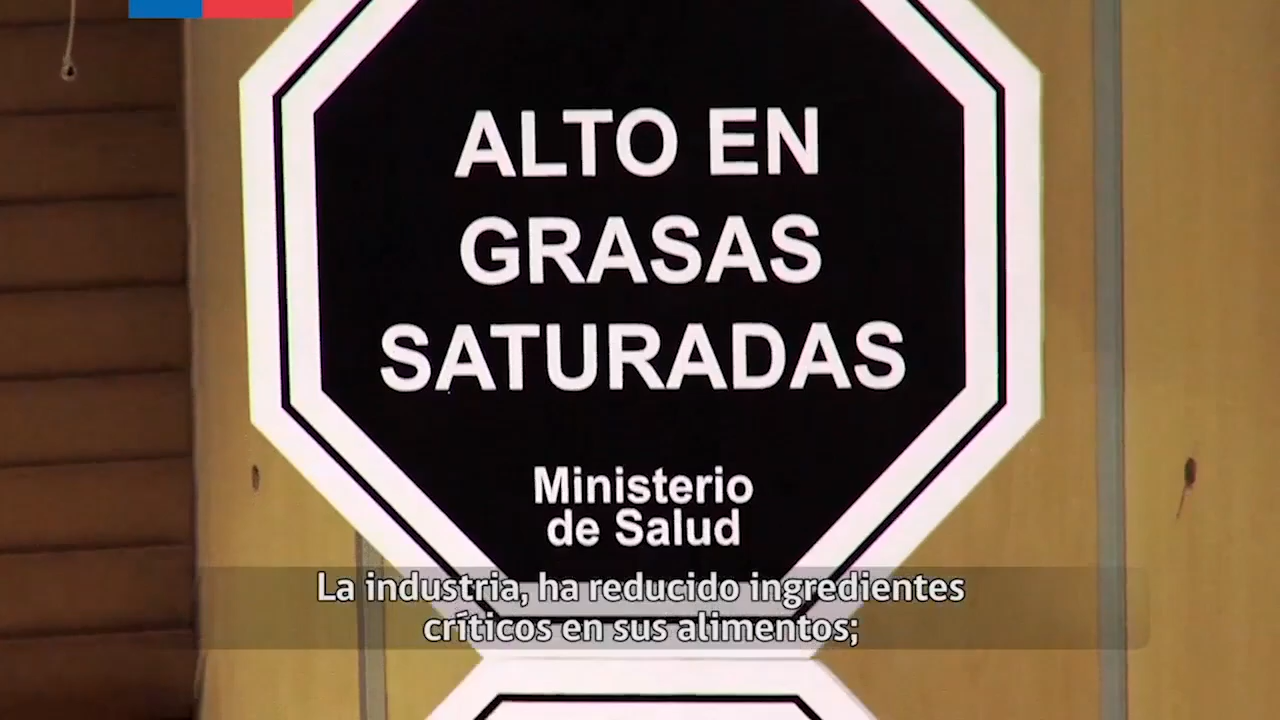 ALTO EN
GRASAS
SATURADAS
Ministerio
de Salud
La industria, ha reducido ingredientes
críticos en sus alimentos;